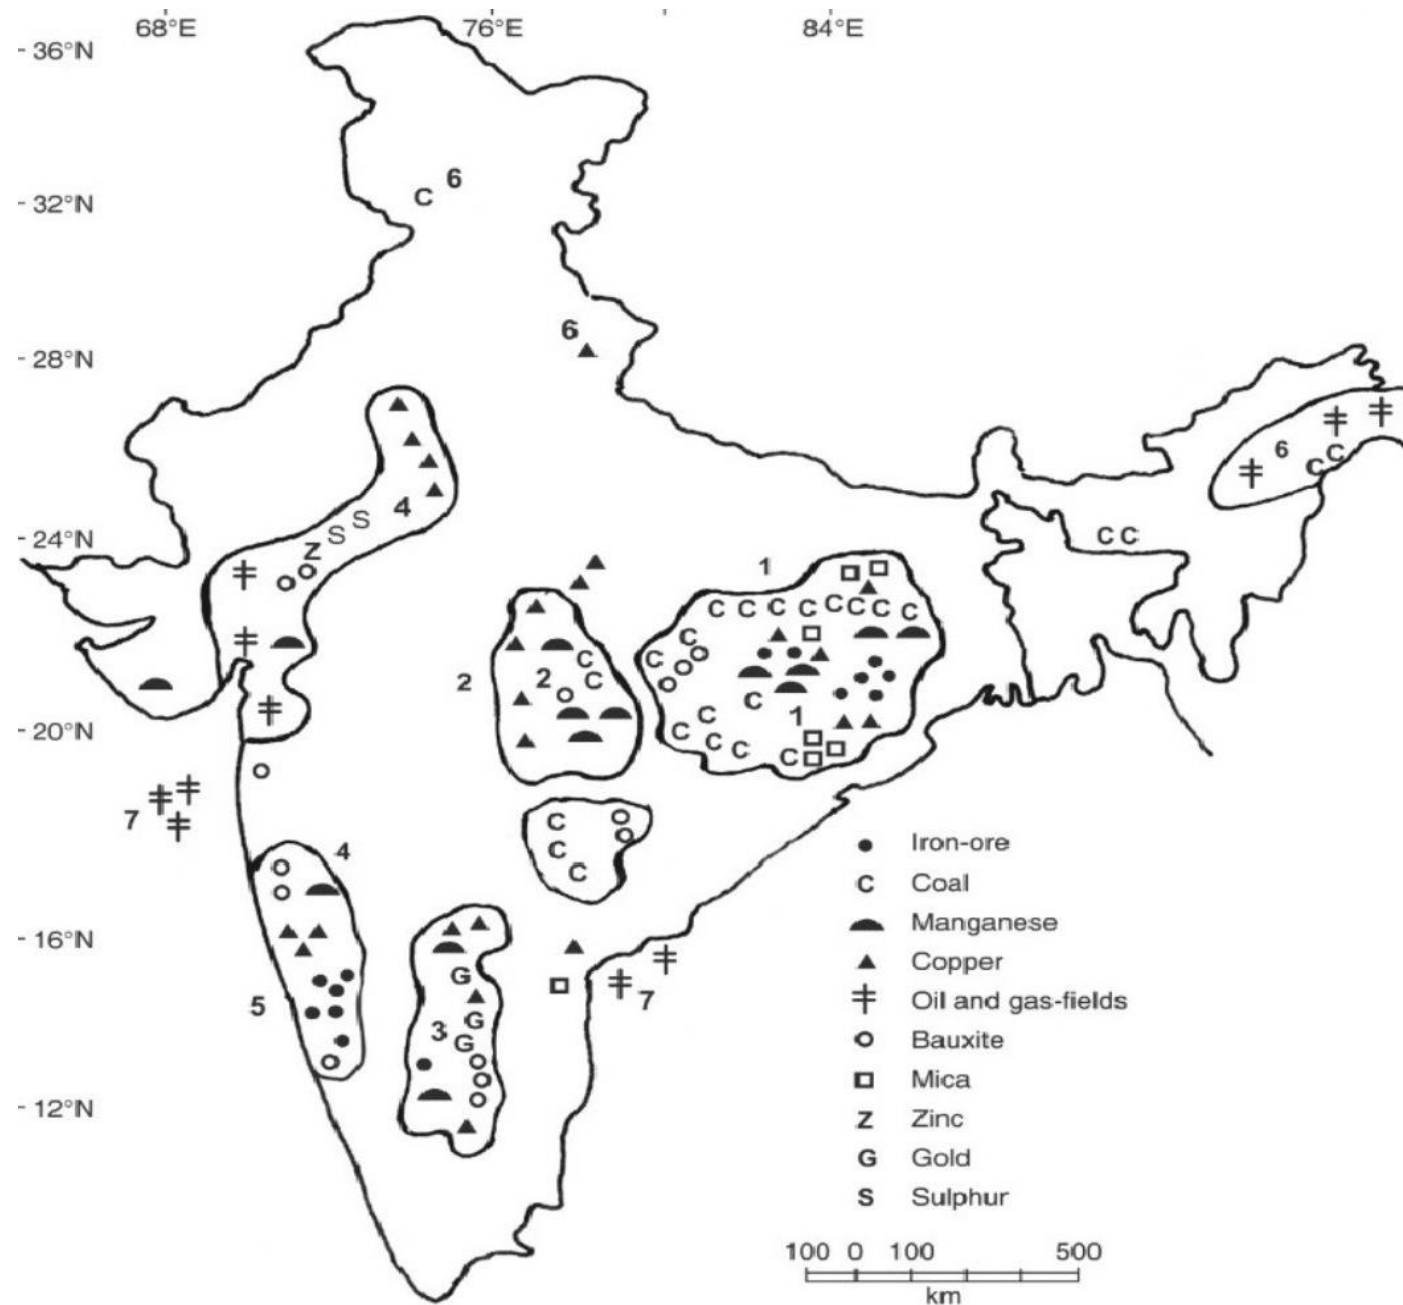 68°E 76°E 84°E
36°N
C 6
32°N
6
28°N
6
C C
4
S
S
24°N
Z
C C
1
C C C C C C C C
C
C
C
2 2
C
C
C
1
C
20°N
C C
C
7
C
C
C
4
Iron-ore
C Coal
Manganese
16°N
Copper
G
Oil and gas-fields
5
7
3
G
G
Bauxite
Mica
12°N
Z Zinc
G Gold
S Sulphur
100 0 100 500
km